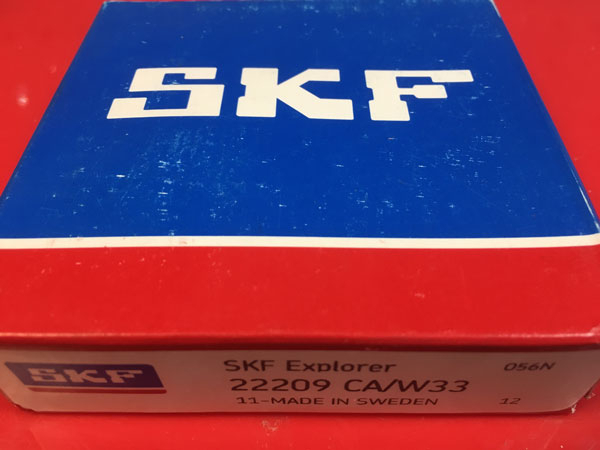 SKF
SKF
SKF Explorer 056N
22209 CA/W33
11-MADE IN SWEDEN 12